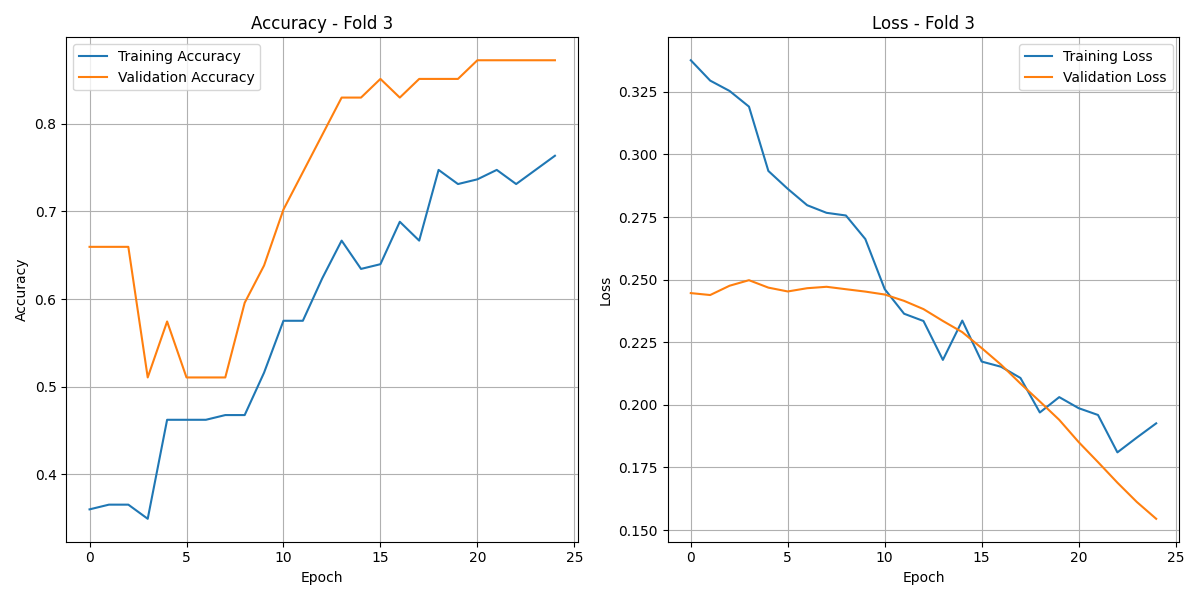 Accuracy - Fold 3
Training Accuracy
Validation Accuracy
Accuracy
0.8
0.7
0.6
0.5
0.4
0
5
10
15
20
25
Epoch
Loss - Fold 3
Training Loss
Validation Loss
Loss
0.325
0.300
0.275
0.250
0.225
0.200
0.175
0.150
0
5
10
15
20
25
Epoch